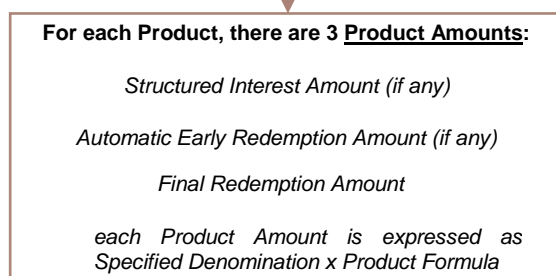 For each Product, there are 3 Product Amounts:
Structured Interest Amount (if any)
Automatic Early Redemption Amount (if any)
Final Redemption Amount
each Product Amount is expressed as
Specified Denomination x Product Formula